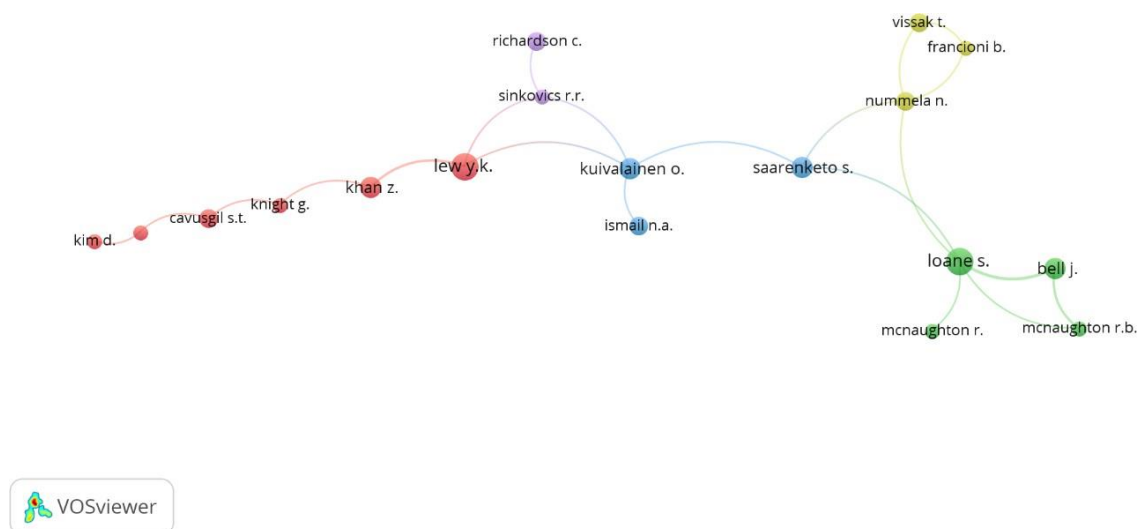 vissak t.
richardson c.
francioni b.
sinkovics r.r.
nummela n.
lew y.k.
kuivalainen o.
saarenketo s.
khan z.
knight g.
cavusgil s.t.
ismail n.a.
kim d.
loane s.
bell j.
mcnaughton r.
mcnaughton r.b.
VOSviewer